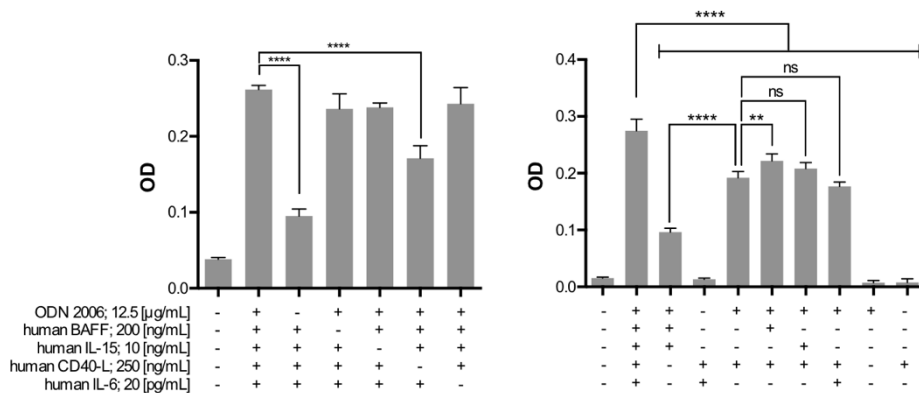 ****
****
0.3
0.2
0.1
0.0
OD
ODN 2006; 12.5 [µg/mL] - + - + + + +
human BAFF; 200 [ng/mL] - + + - + + +
human IL-15; 10 [ng/mL] - + + + - + +
human CD40-L; 250 [ng/mL] - + + + + - +
human IL-6; 20 [pg/mL] - + + + + + -
****
ns
ns
****
**
0.4
0.3
0.2
0.1
0.0
OD
- + + - + + + + + -
- + + - - + - - - -
- + + - - - + - - -
- + - + + + + + - +
- + - + - - - + - -